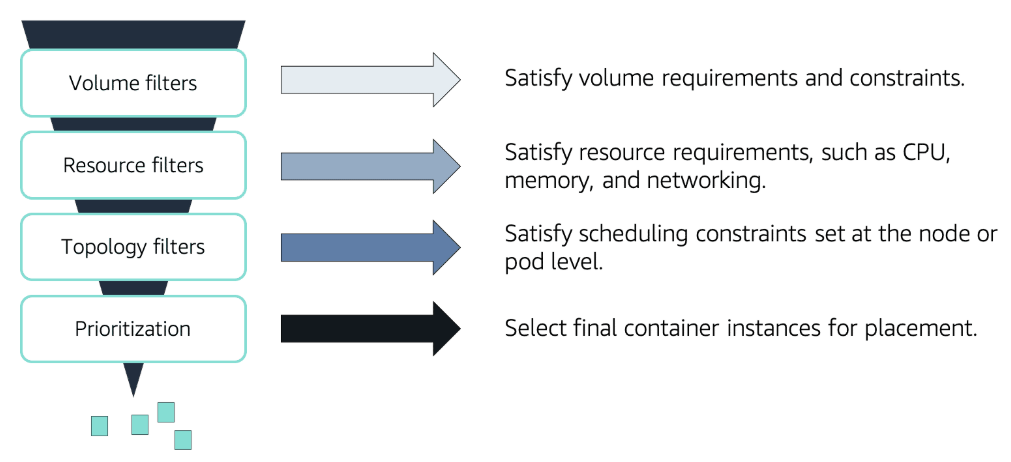 Volume filters
Satisfy volume requirements and constraints.
Resource filters
Satisfy resource requirements, such as CPU,
memory, and networking.
Topology filters
Satisfy scheduling constraints set at the node or
pod level.
Prioritization
Select final container instances for placement.